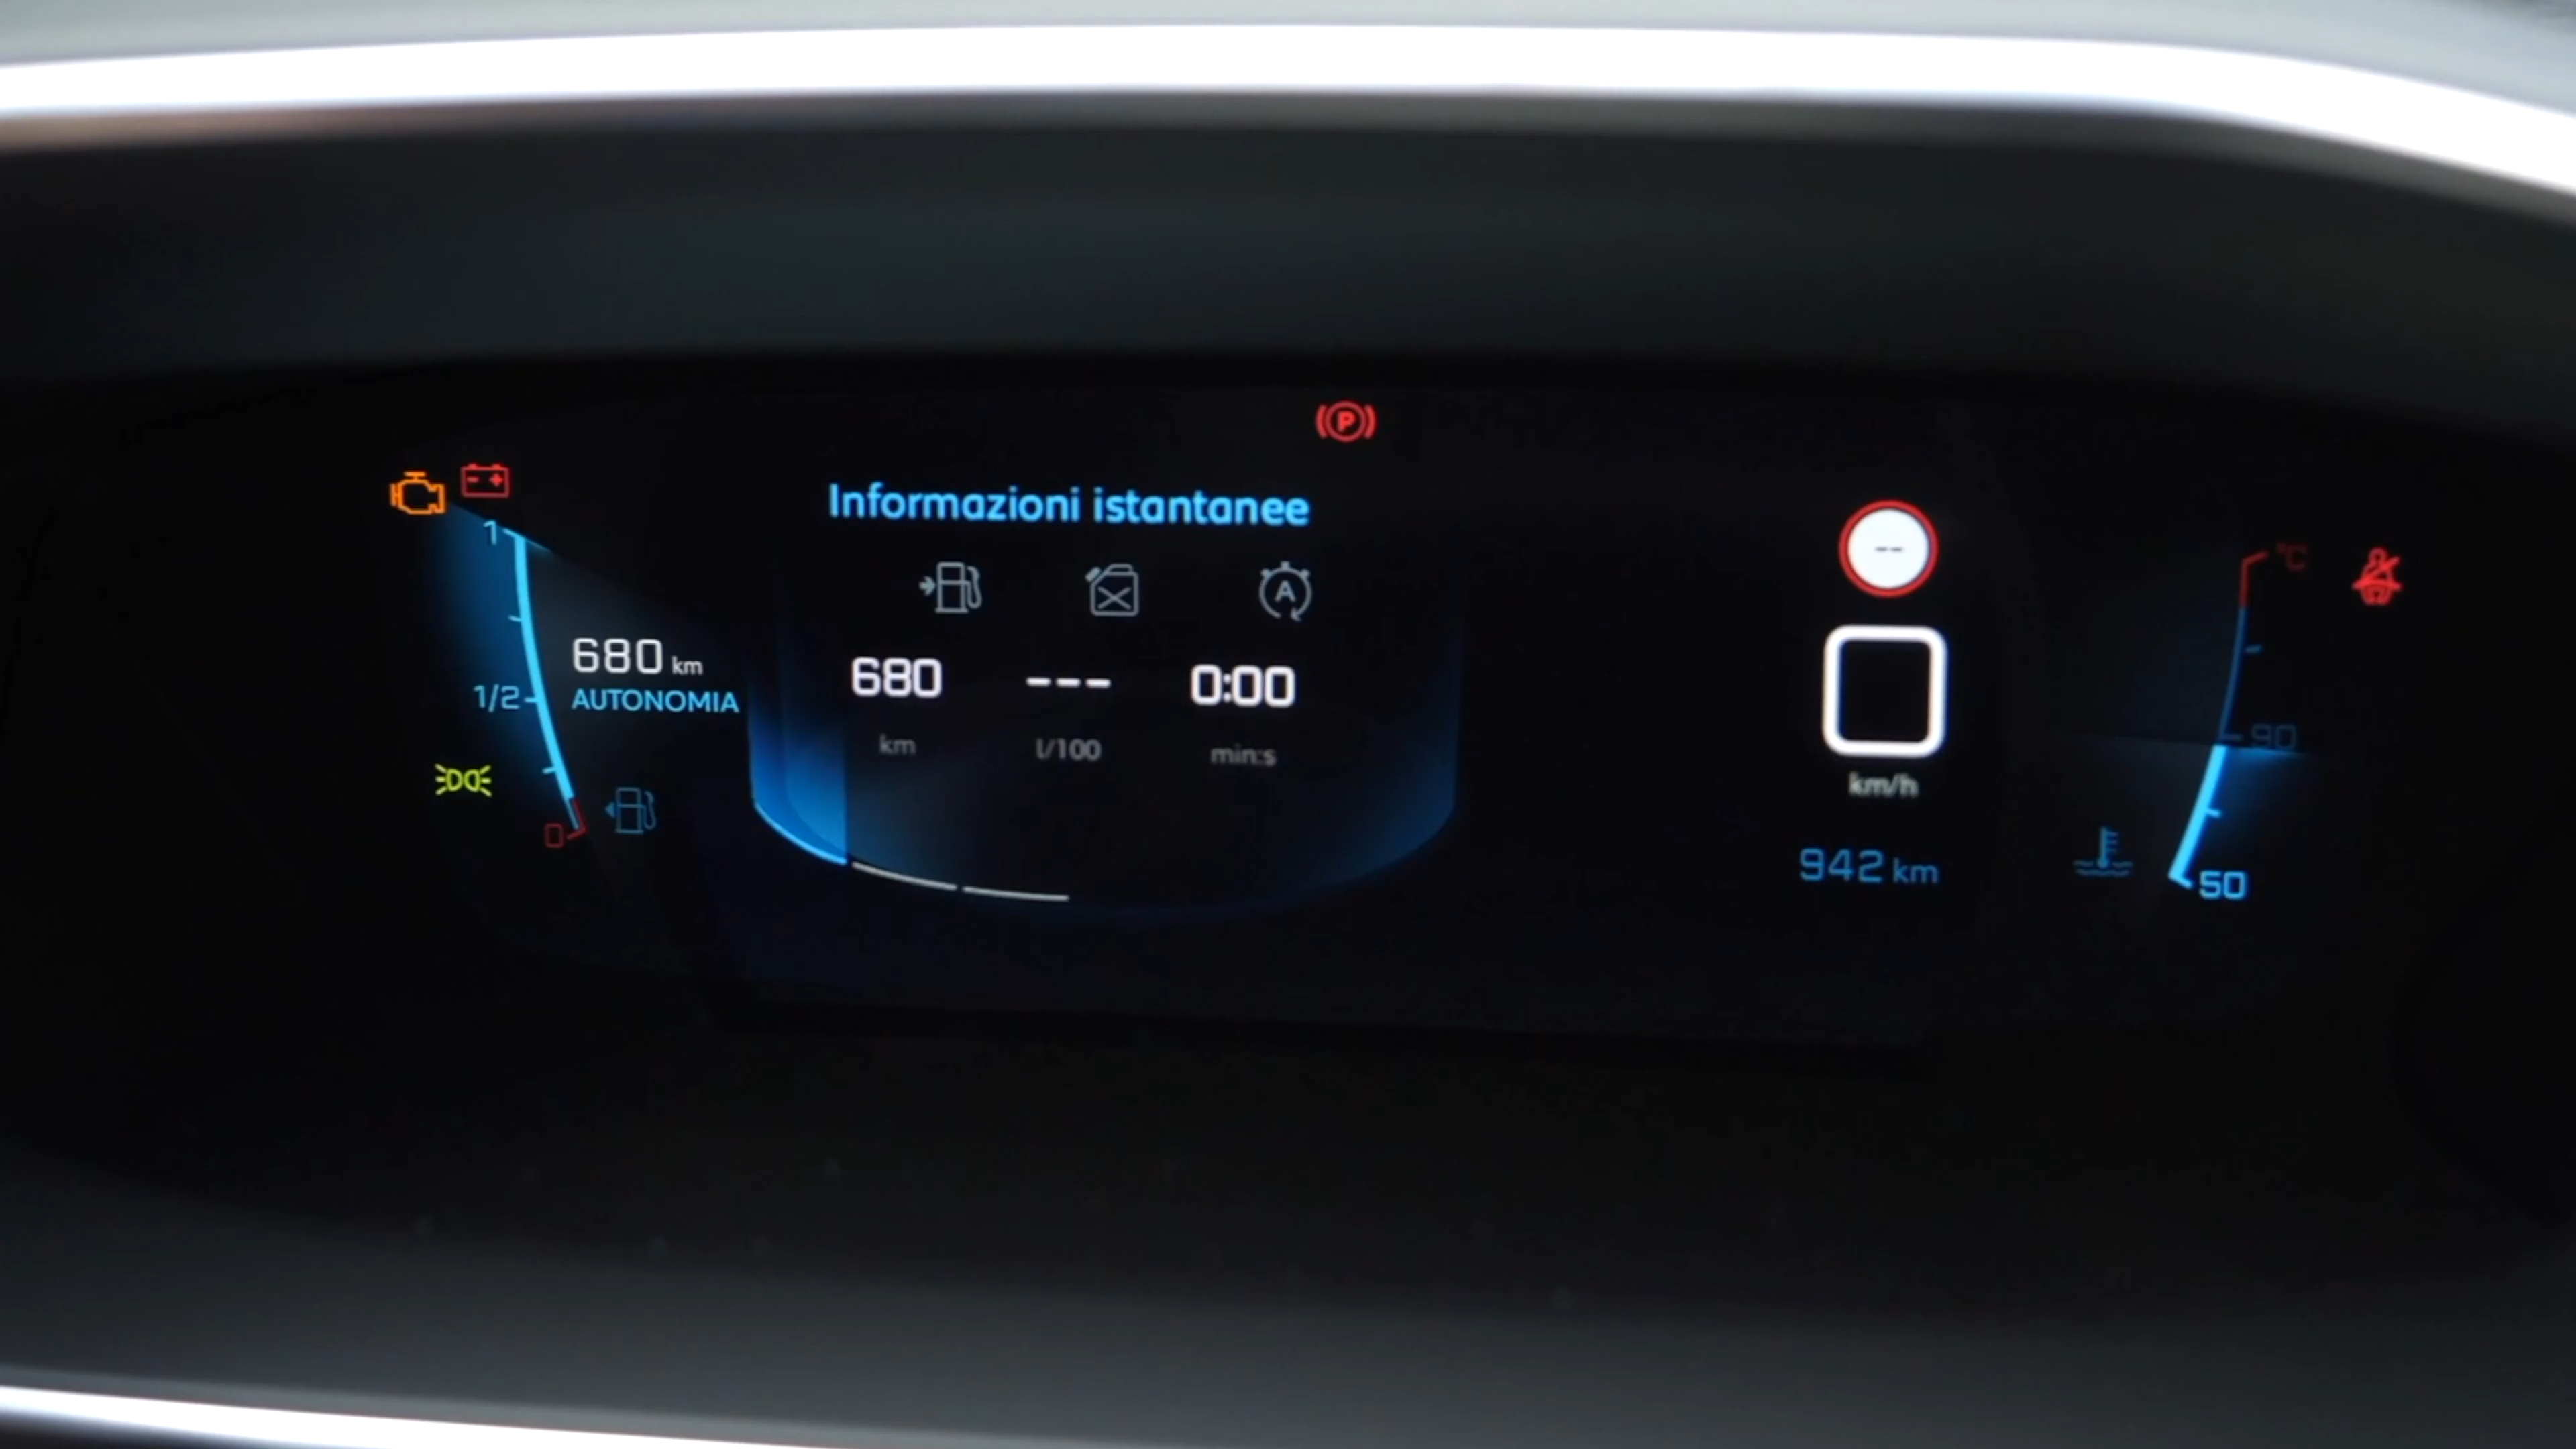 P
Informazioni istantanee
1
A
--
°C
680 km
AUTONOMIA
1/2
680
---
0:00
km
l/100
min:s
90
km/h
0
942 km
50